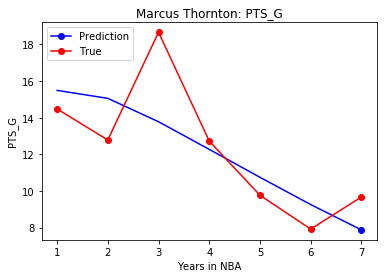 Marcus Thornton: PTS_G
Prediction
True
PTS_G
18
16
14
12
10
8
1 2 3 4 5 6 7
Years in NBA